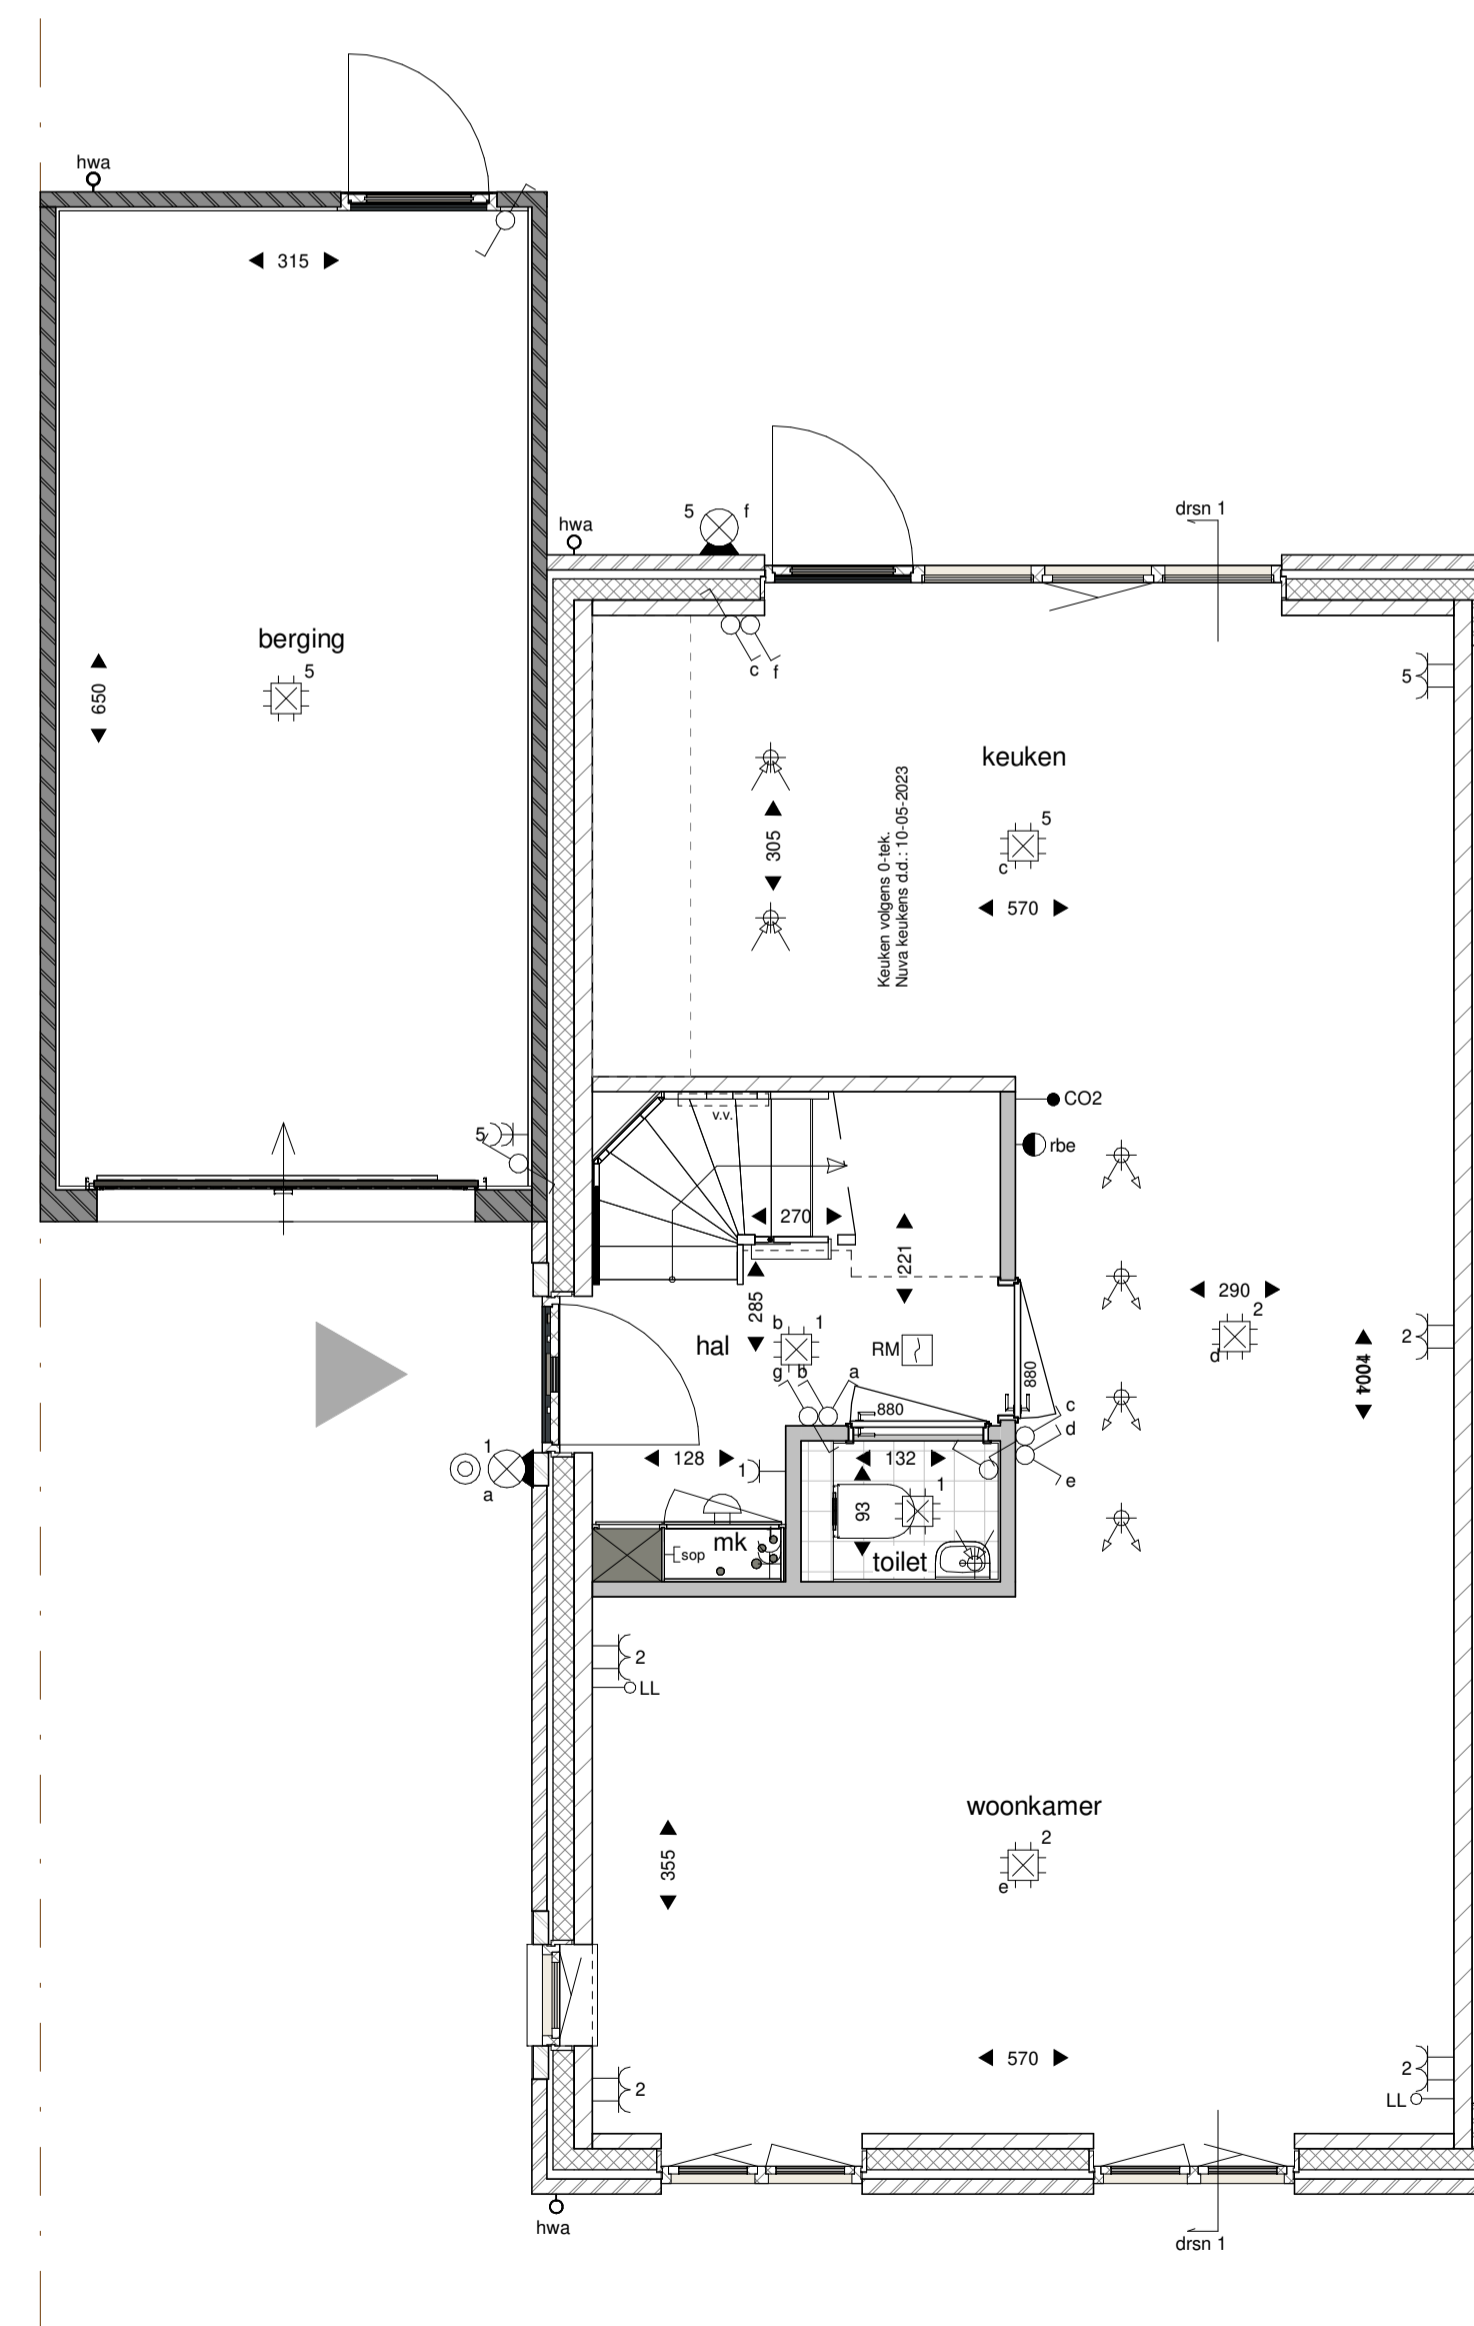 hwa
315
5 f
hwa
drsn 1
berging
5
650
c f
5
keuken
305
Keuken volgens 0-tek.
Nuva keukens d.d.: 10-05-2023
5
c
570
v.v.
CO2
rbe
5
270
221
285
hal
b 1
RM
g b a
880
880
290
2
d
2
c
d
e
1
a
128
1
132
93
1
sop
mk
toilet
2
LL
woonkamer
2
e
355
570
2
2
LL
hwa
drsn 1